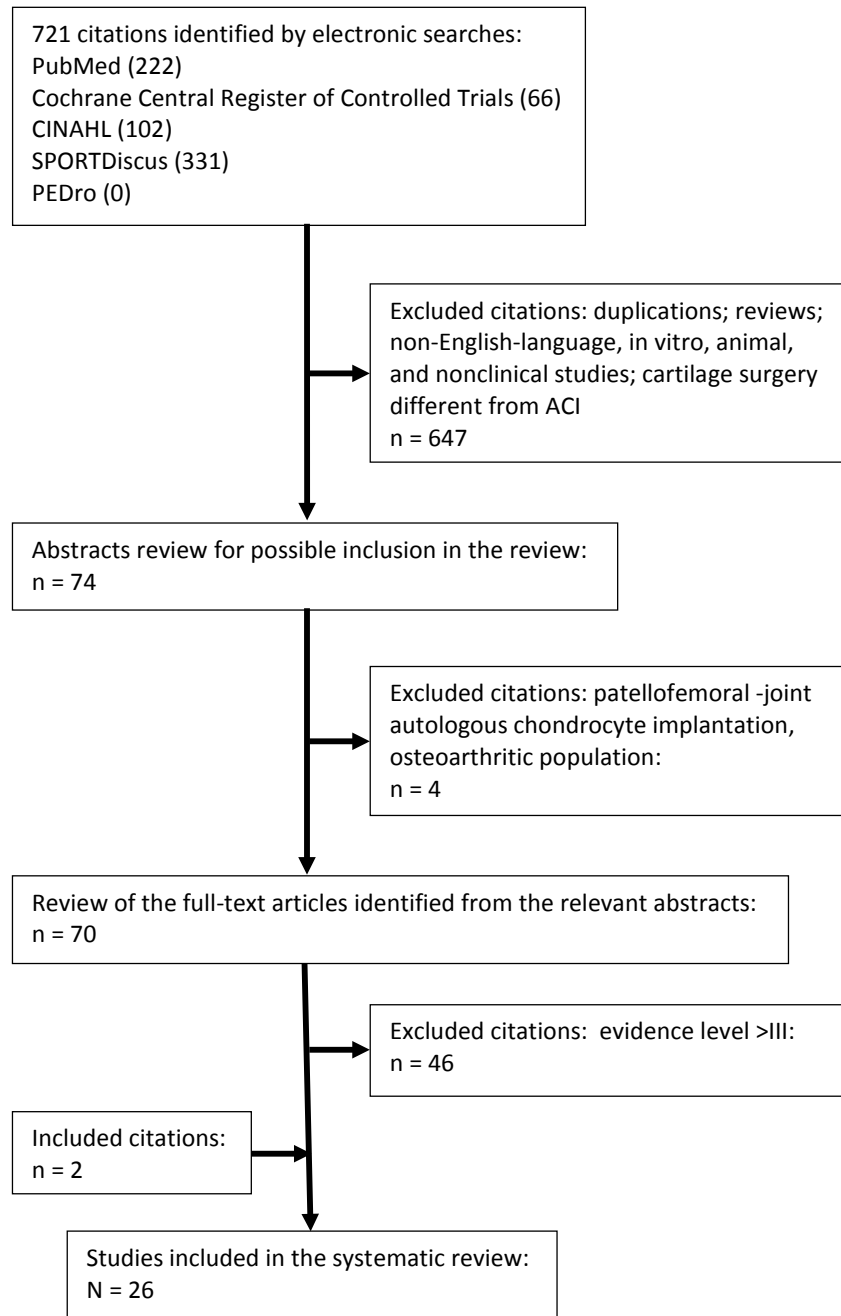 721 citations identified by electronic searches:
PubMed (222)
Cochrane Central Register of Controlled Trials (66)
CINAHL (102)
SPORTDiscus (331)
PEDro (0)
Excluded citations: duplications; reviews;
non-English-language, in vitro, animal,
and nonclinical studies; cartilage surgery
different from ACI
n = 647
Abstracts review for possible inclusion in the review:
n = 74
Excluded citations: patellofemoral -joint
autologous chondrocyte implantation,
osteoarthritic population:
n = 4
Review of the full-text articles identified from the relevant abstracts:
n = 70
Excluded citations:  evidence level >III:
n = 46
Included citations:
n = 2
Studies included in the systematic review:
N = 26